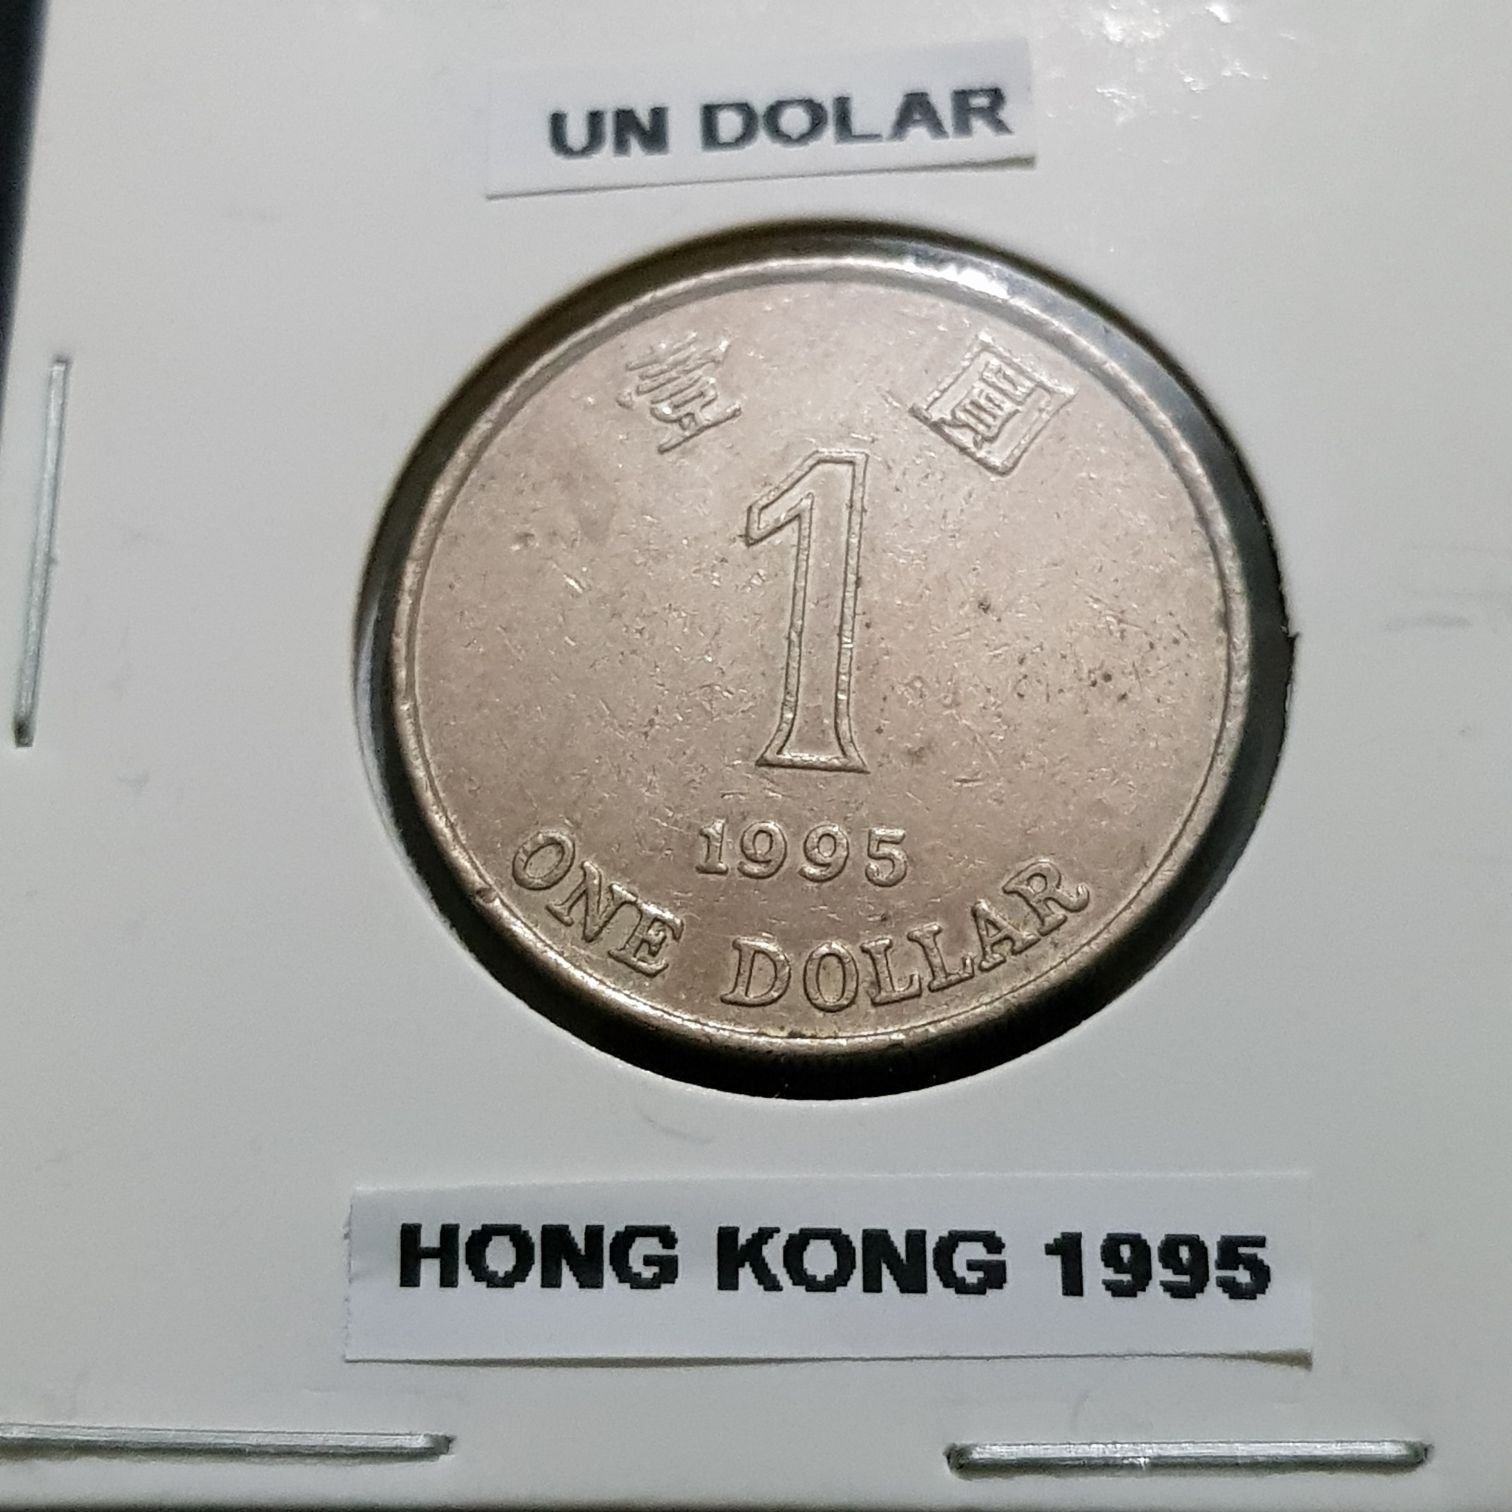 UN DOLAR
壹 圓
1
1995
ONE DOLLAR
HONG KONG 1995